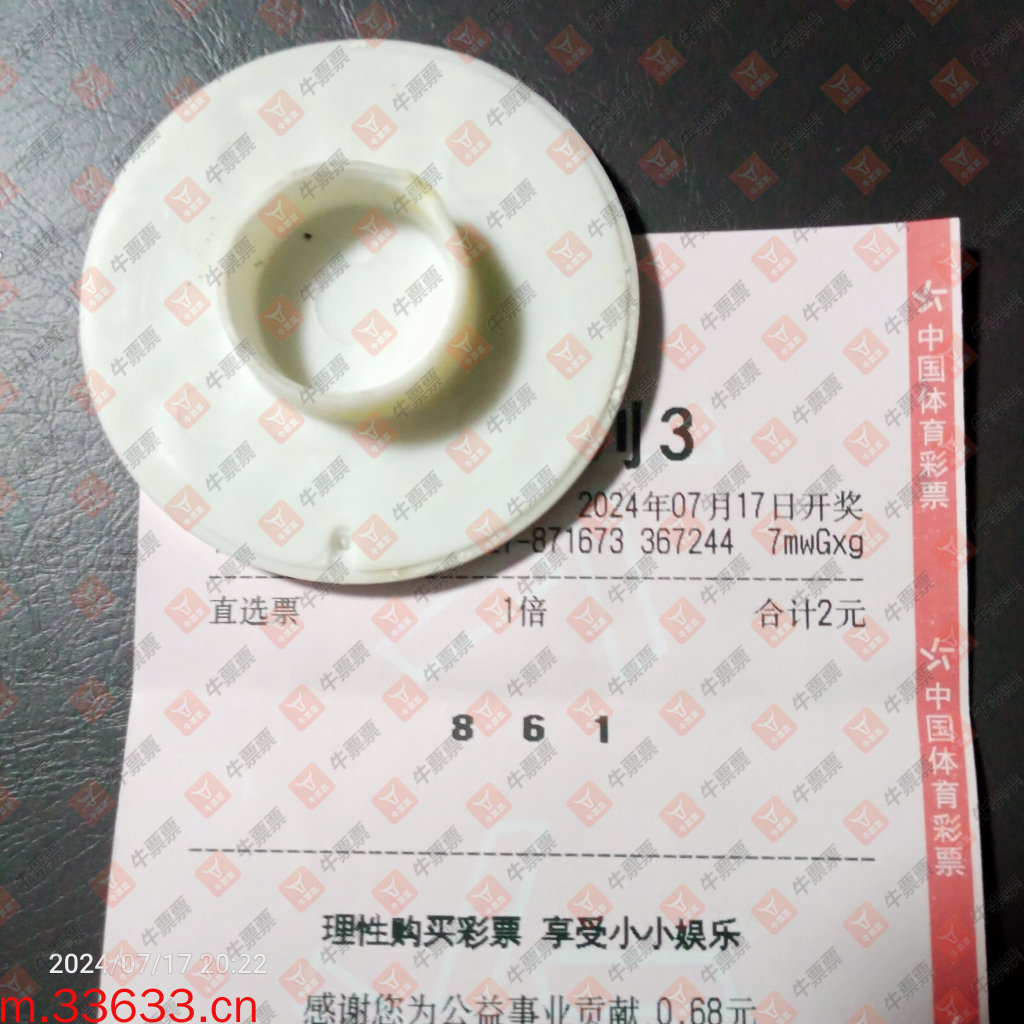 中国体育彩票
3
2024年07月17日开奖
-871673 367244 7mwGxg
直选票 1倍 合计2元
中国体育彩票
8 6 1
理性购买彩票 享受小小娱乐
感谢您为公益事业贡献 0.68元
2024/07/17 20:22
m.33633.cn
牛票票